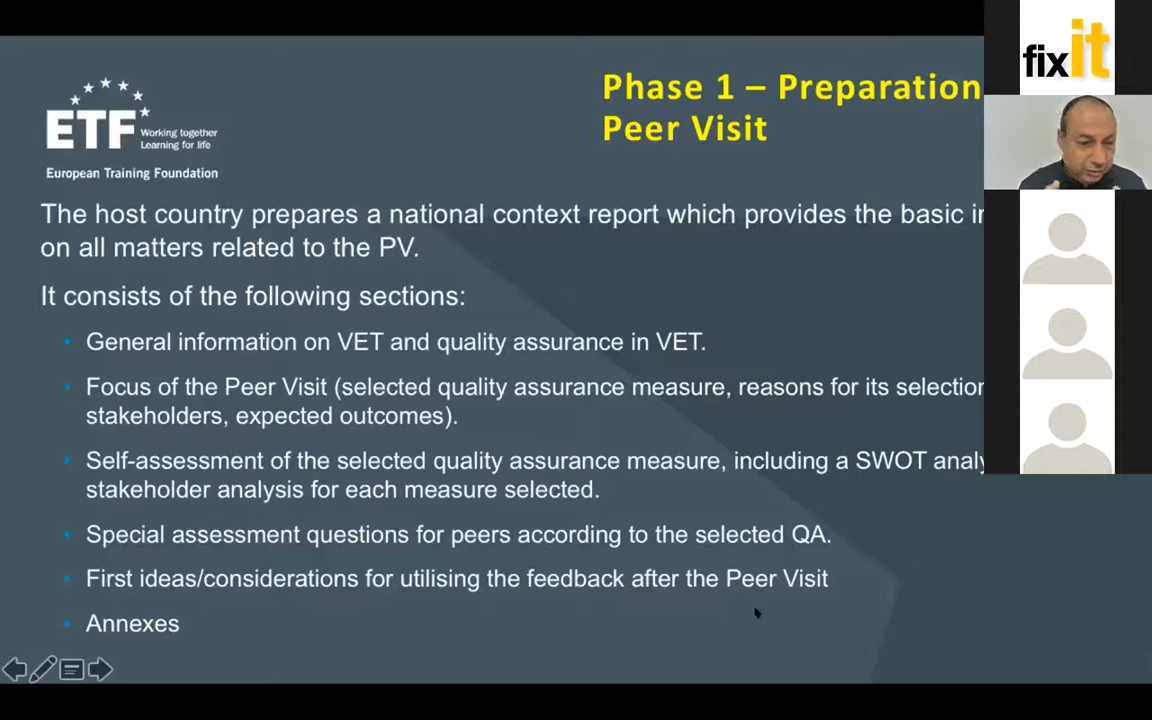 fixit
Phase 1 – Preparation
Peer Visit
ETF
Working together
Learning for life
European Training Foundation
The host country prepares a national context report which provides the basic
on all matters related to the PV.
It consists of the following sections:
• General information on VET and quality assurance in VET.
• Focus of the Peer Visit (selected quality assurance measure, reasons for its
stakeholders, expected outcomes).
• Self-assessment of the selected quality assurance measure, including a SWOT
stakeholder analysis for each measure selected.
• Special assessment questions for peers according to the selected QA.
• First ideas/considerations for utilising the feedback after the Peer Visit
• Annexes